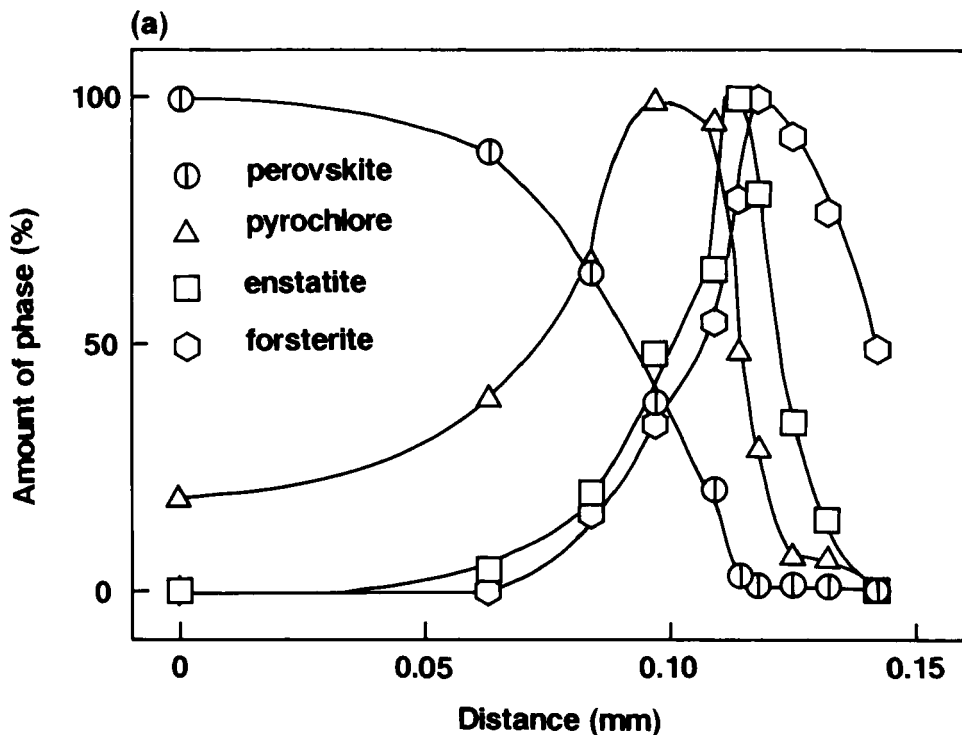 (a)
100
50
0
Amount of phase (%)
perovskite
pyrochlore
enstatite
forsterite
0 0.05 0.10 0.15
Distance (mm)